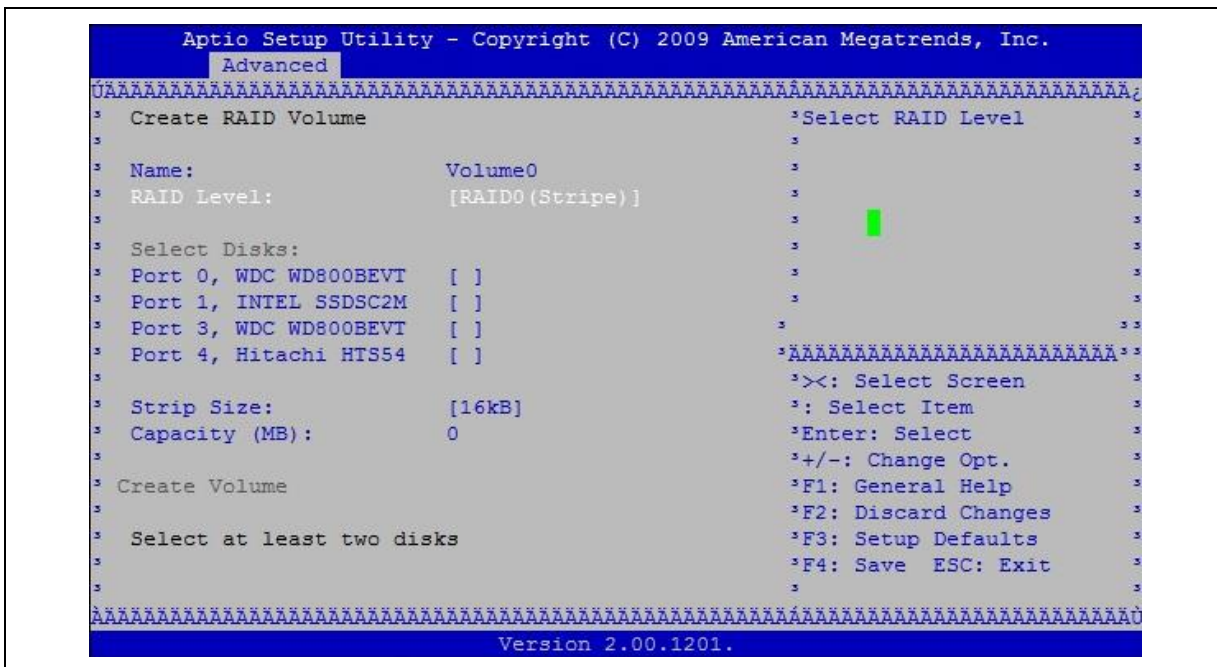 Aptio Setup Utility - Copyright (C) 2009 American Megatrends, Inc.
Advanced
Create RAID Volume
Name: Volume0
RAID Level: [RAID0(Stripe)]
Select Disks:
Port 0, WDC WD800BEVT [ ]
Port 1, INTEL SSDSC2M [ ]
Port 3, WDC WD800BEVT [ ]
Port 4, Hitachi HTS54 [ ]
Strip Size: [16kB]
Capacity (MB): 0
Create Volume
Select at least two disks
Select RAID Level
><: Select Screen
: Select Item
Enter: Select
+/-: Change Opt.
F1: General Help
F2: Discard Changes
F3: Setup Defaults
F4: Save ESC: Exit
Version 2.00.1201.